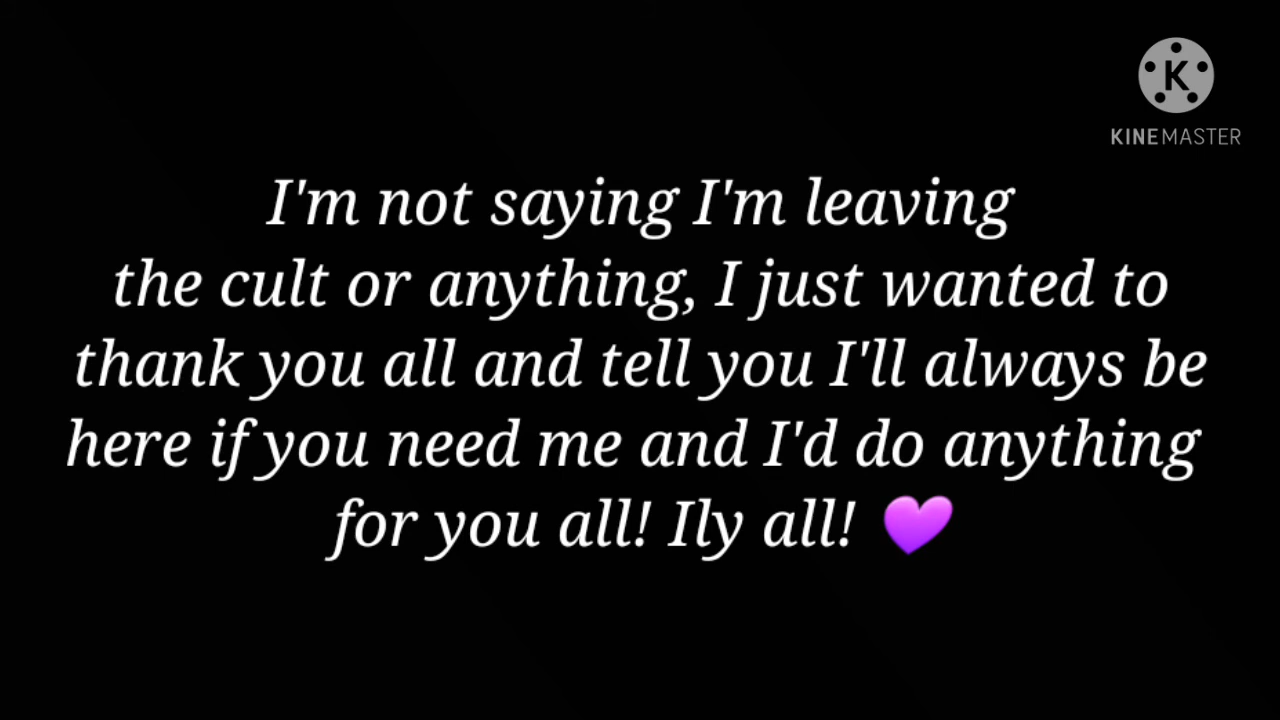 K
KINEMASTER
I'm not saying I'm leaving
the cult or anything, I just wanted to
thank you all and tell you I'll always be
here if you need me and I'd do anything
for you all! Ily all! 💜